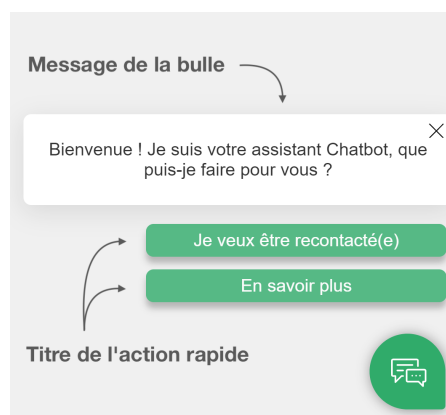 Message de la bulle
Bienvenue ! Je suis votre assistant Chatbot, que
puis-je faire pour vous ?
Je veux être recontacté(e)
En savoir plus
Titre de l'action rapide